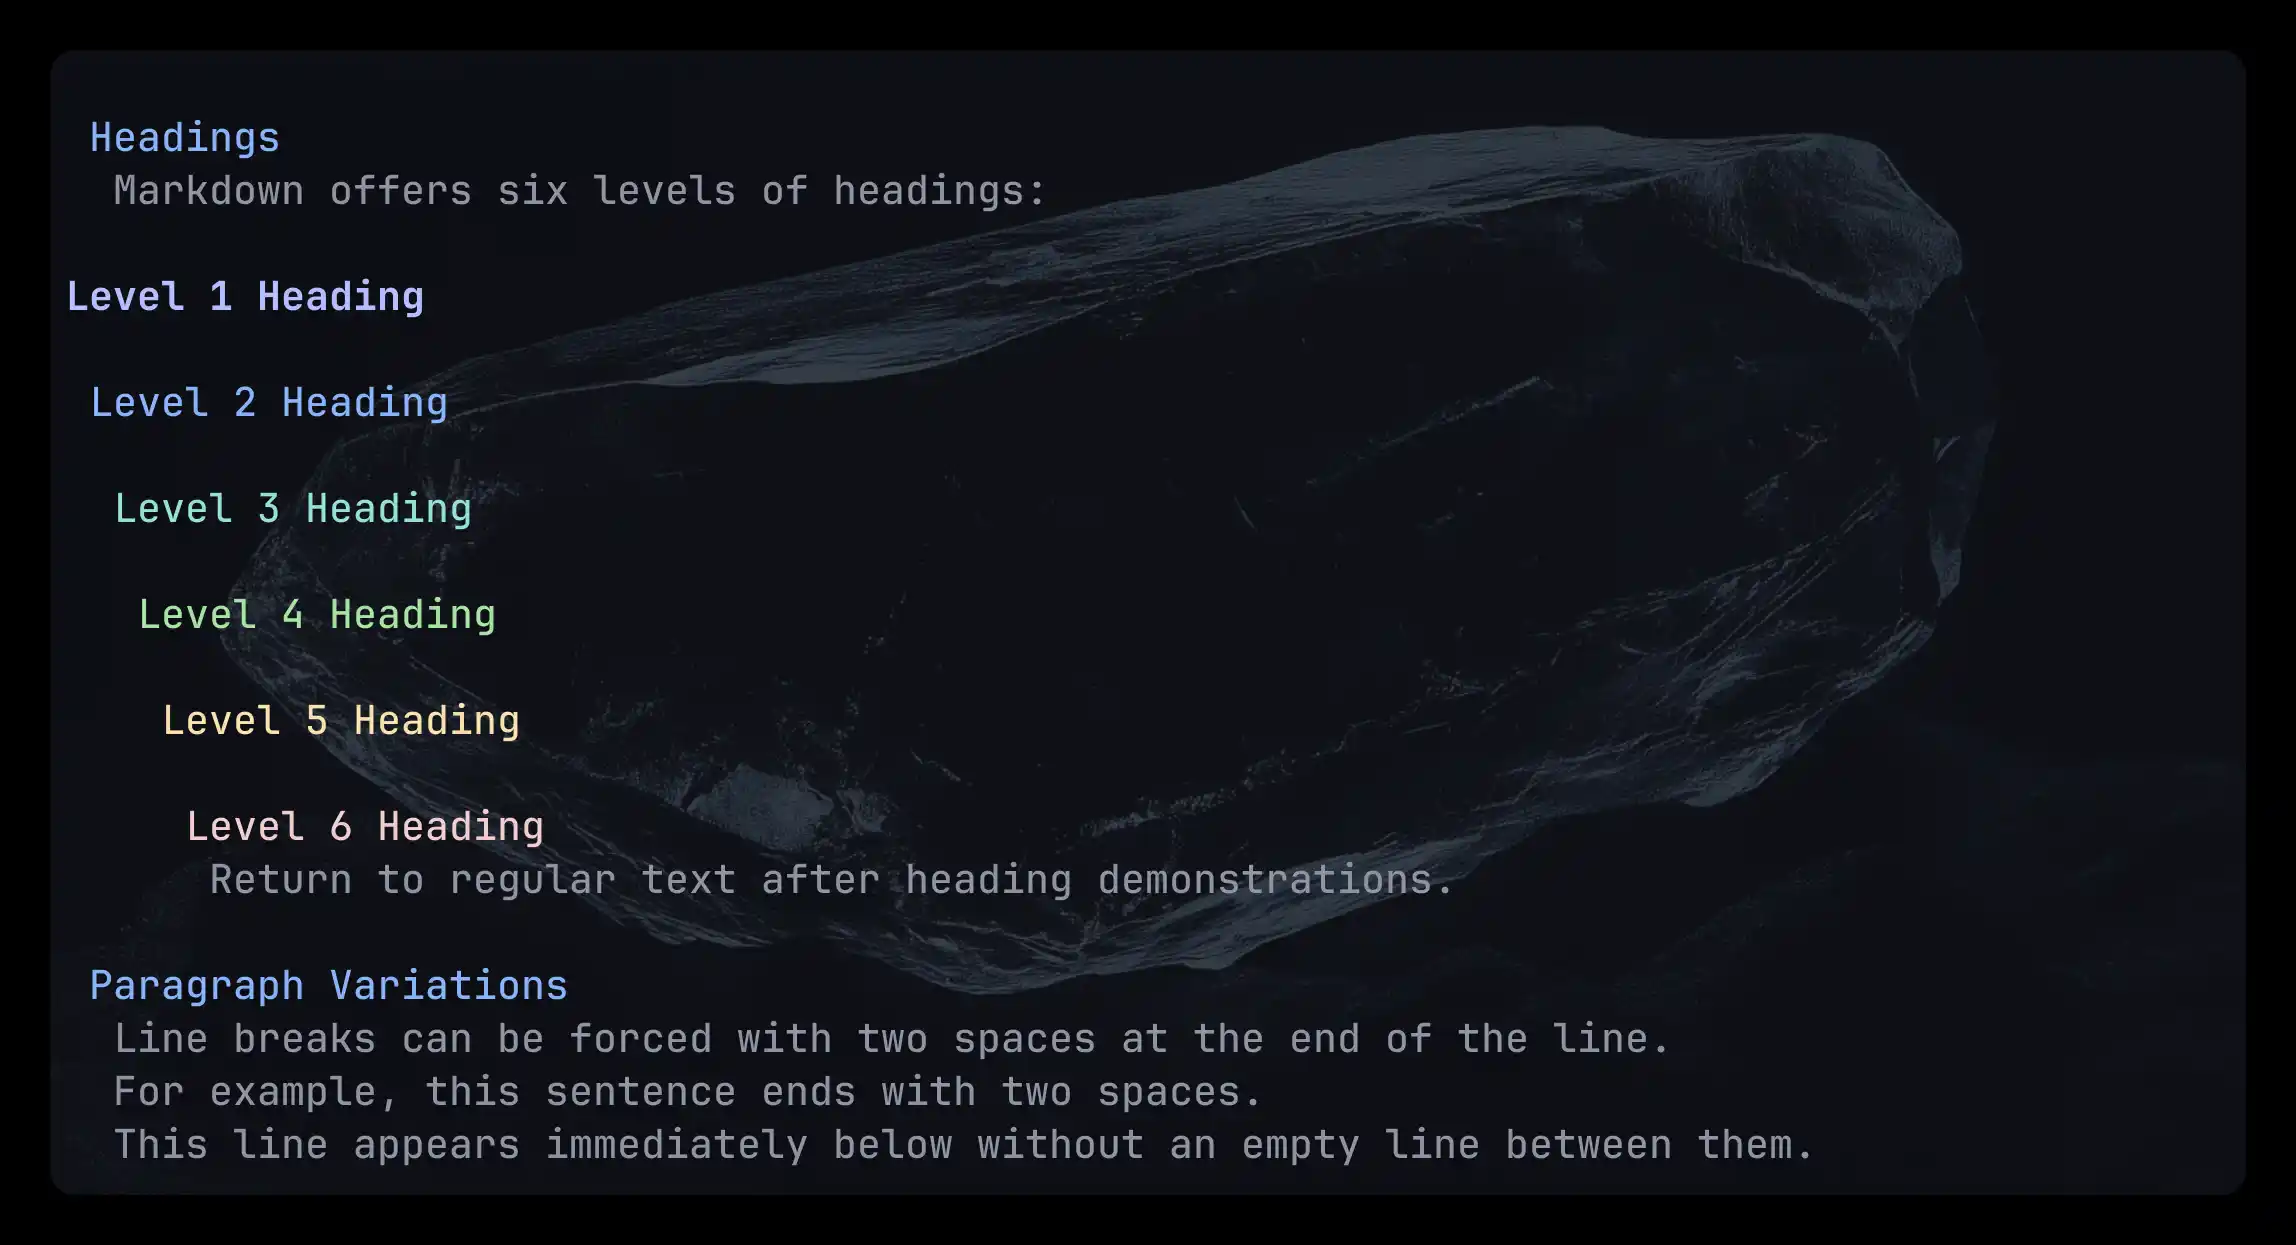 Headings
Markdown offers six levels of headings:
Level 1 Heading
Level 2 Heading
Level 3 Heading
Level 4 Heading
Level 5 Heading
Level 6 Heading
Return to regular text after heading demonstrations.
Paragraph Variations
Line breaks can be forced with two spaces at the end of the line.
For example, this sentence ends with two spaces.
This line appears immediately below without an empty line between them.